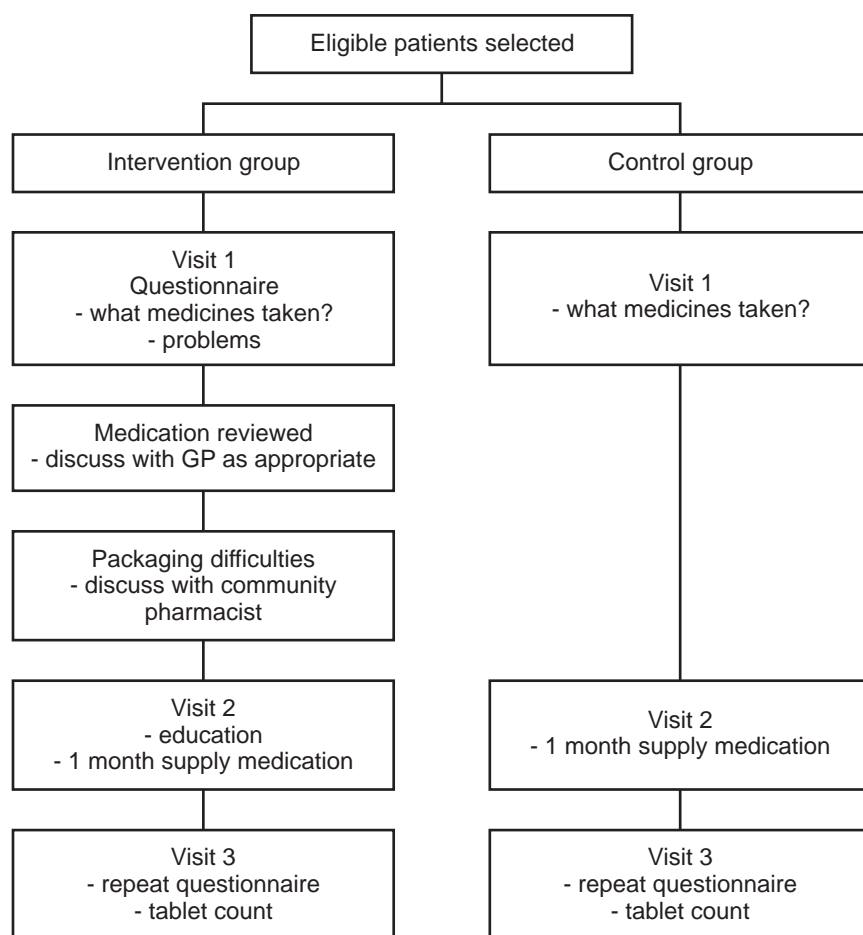 Eligible patients selected
Intervention group
Control group
Visit 1
Questionnaire
- what medicines taken?
- problems
Visit 1
- what medicines taken?
Medication reviewed
- discuss with GP as appropriate
Packaging difficulties
- discuss with community
pharmacist
Visit 2
- education
- 1 month supply medication
Visit 2
- 1 month supply medication
Visit 3
- repeat questionnaire
- tablet count
Visit 3
- repeat questionnaire
- tablet count